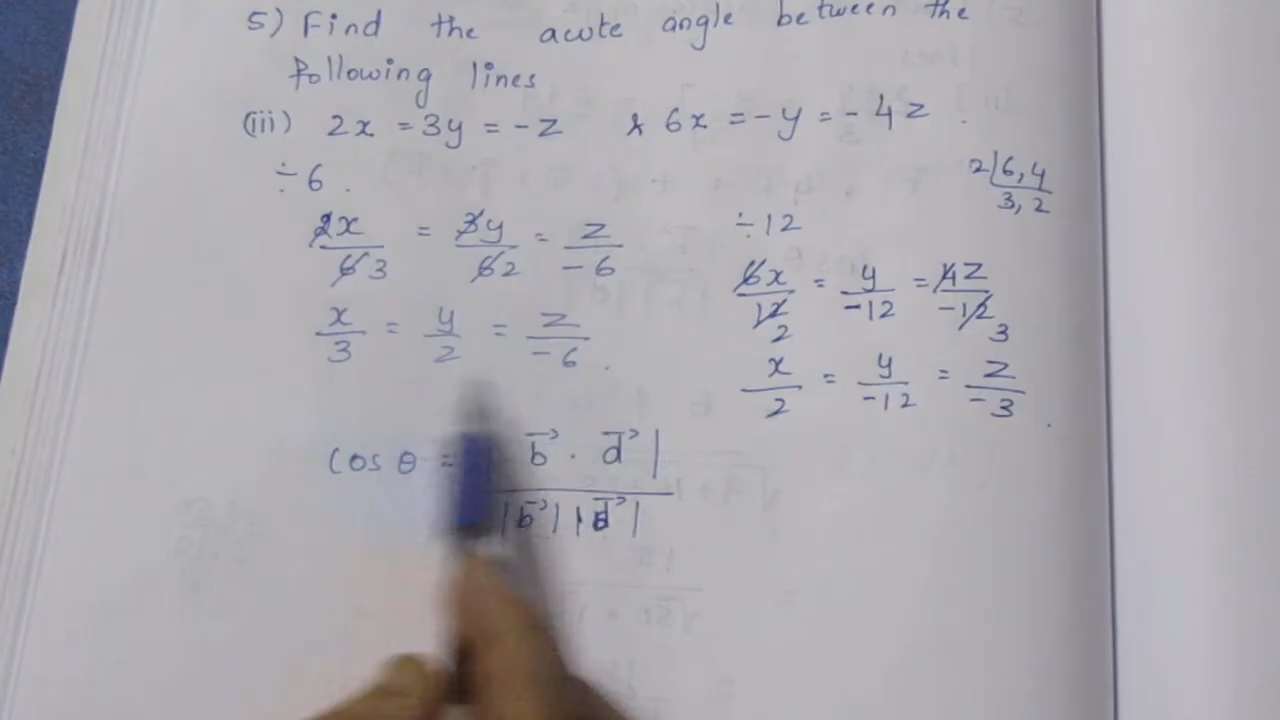 5) Find the acute angle between the
following lines
(iii) 2x = 3y = -z & 6x = -y = -4z .
÷6 .
2x/6 3 = 3y/6 2 = z/-6
x/3 = y/2 = z/-6 .
2|6, 4
3, 2
÷12
6x/12 2 = y/-12 = 4z/-12 3
x/2 = y/-12 = z/-3 .
cos θ = | b⃗ . d⃗ | / |b⃗| |d⃗|